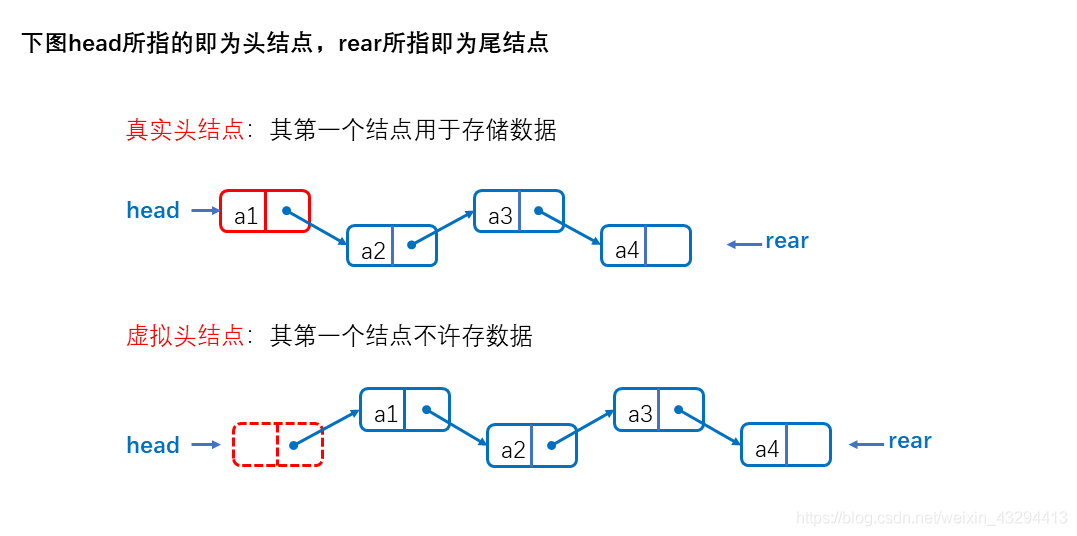 下图head所指的即为头结点，rear所指即为尾结点
真实头结点：其第一个结点用于存储数据
head a1 a2 a3 a4 rear
虚拟头结点：其第一个结点不许存数据
head a1 a2 a3 a4 rear
https://blog.csdn.net/weixin_43294413